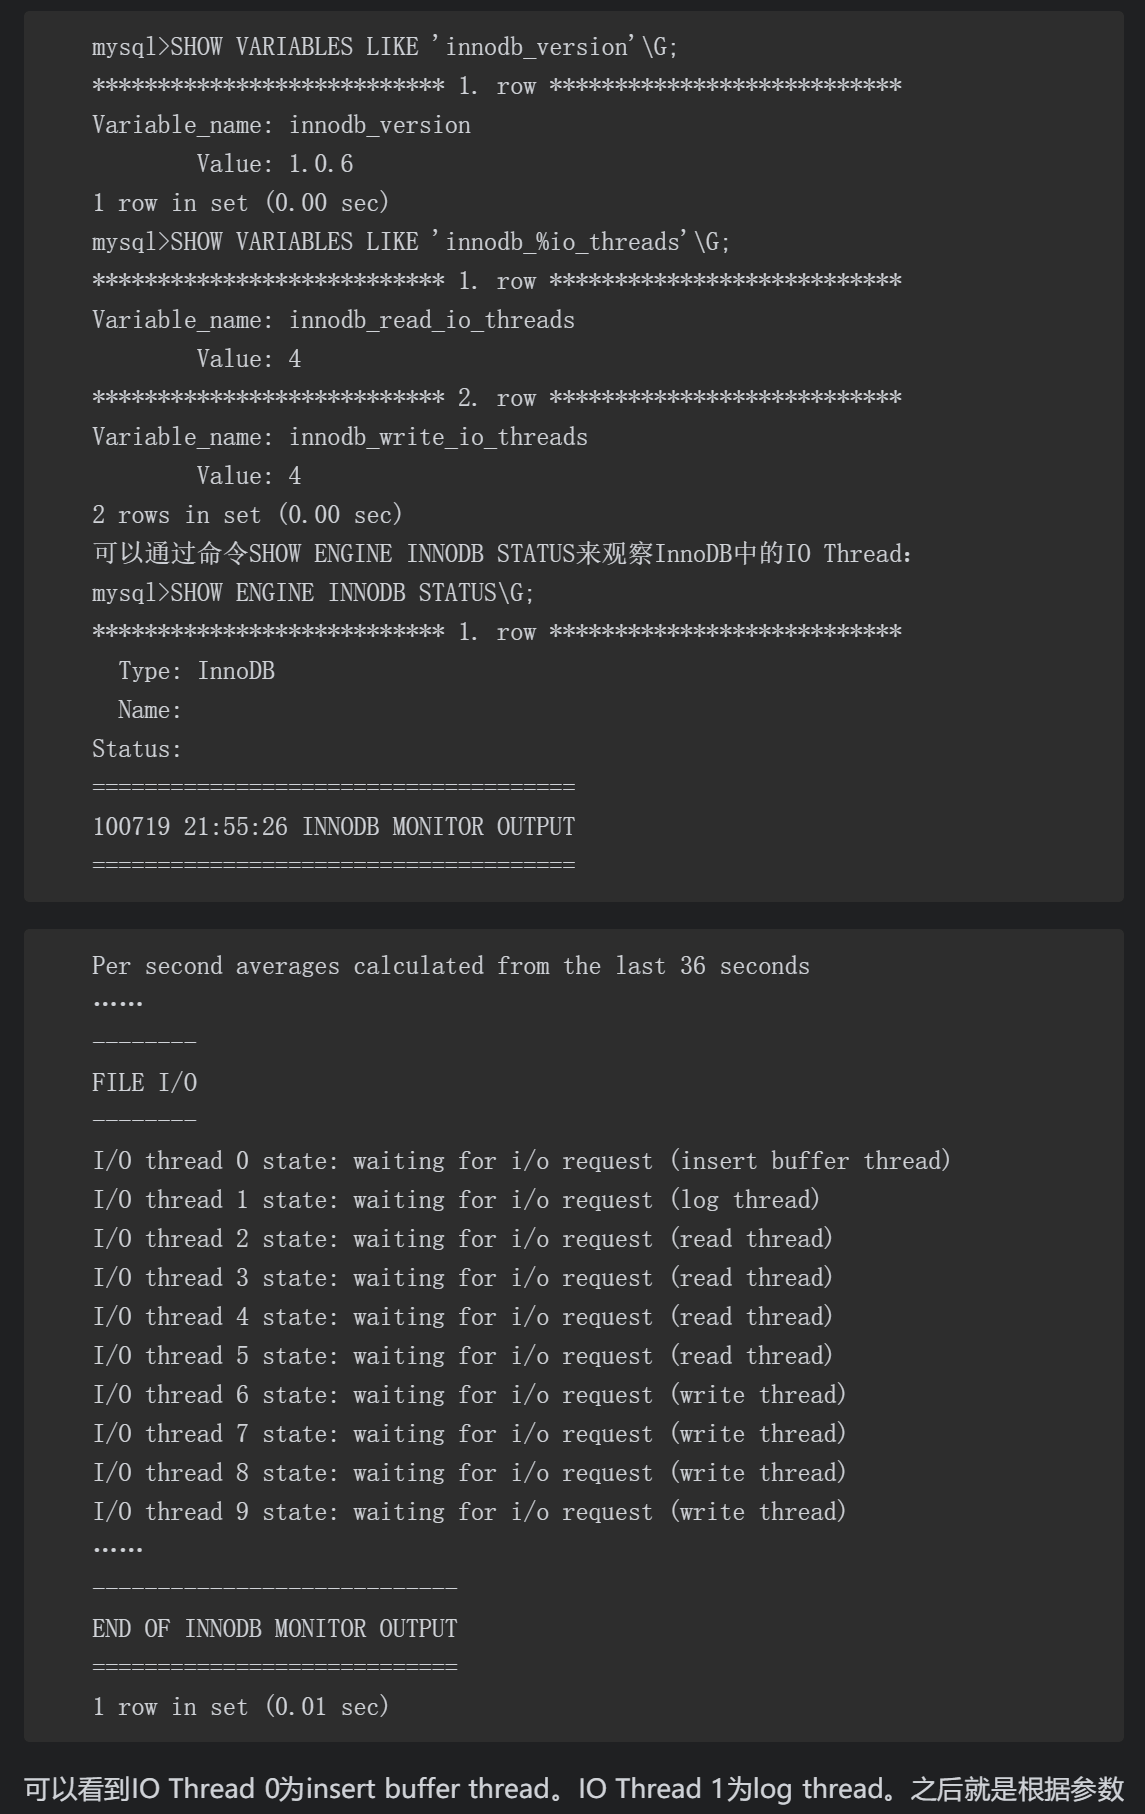 mysql>SHOW VARIABLES LIKE 'innodb_version'\G;
*************************** 1. row ***************************
Variable_name: innodb_version
        Value: 1.0.6
1 row in set (0.00 sec)
mysql>SHOW VARIABLES LIKE 'innodb_%io_threads'\G;
*************************** 1. row ***************************
Variable_name: innodb_read_io_threads
        Value: 4
*************************** 2. row ***************************
Variable_name: innodb_write_io_threads
        Value: 4
2 rows in set (0.00 sec)
可以通过命令SHOW ENGINE INNODB STATUS来观察InnoDB中的IO Thread：
mysql>SHOW ENGINE INNODB STATUS\G;
*************************** 1. row ***************************
  Type: InnoDB
  Name:
Status:
=====================================
100719 21:55:26 INNODB MONITOR OUTPUT
=====================================
Per second averages calculated from the last 36 seconds
……
--------
FILE I/O
--------
I/O thread 0 state: waiting for i/o request (insert buffer thread)
I/O thread 1 state: waiting for i/o request (log thread)
I/O thread 2 state: waiting for i/o request (read thread)
I/O thread 3 state: waiting for i/o request (read thread)
I/O thread 4 state: waiting for i/o request (read thread)
I/O thread 5 state: waiting for i/o request (read thread)
I/O thread 6 state: waiting for i/o request (write thread)
I/O thread 7 state: waiting for i/o request (write thread)
I/O thread 8 state: waiting for i/o request (write thread)
I/O thread 9 state: waiting for i/o request (write thread)
……
----------------------------
END OF INNODB MONITOR OUTPUT
============================
1 row in set (0.01 sec)
可以看到IO Thread 0为insert buffer thread。IO Thread 1为log thread。之后就是根据参数